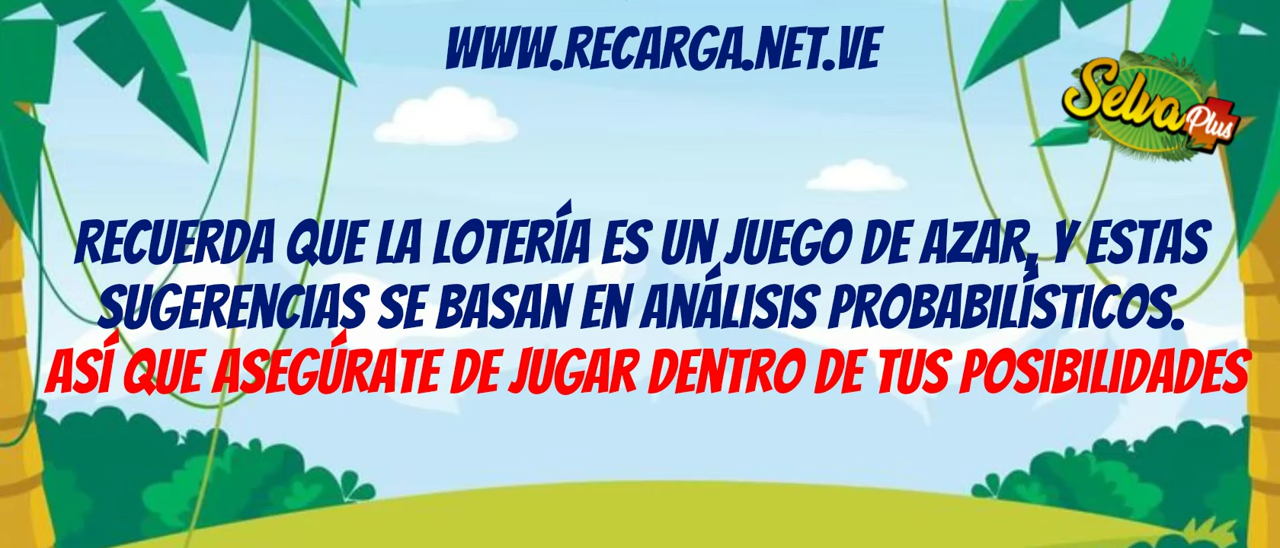 WWW.RECARGA.NET.VE
Selva Plus
RECUERDA QUE LA LOTERÍA ES UN JUEGO DE AZAR, Y ESTAS
SUGERENCIAS SE BASAN EN ANÁLISIS PROBABILÍSTICOS.
ASÍ QUE ASEGÚRATE DE JUGAR DENTRO DE TUS POSIBILIDADES